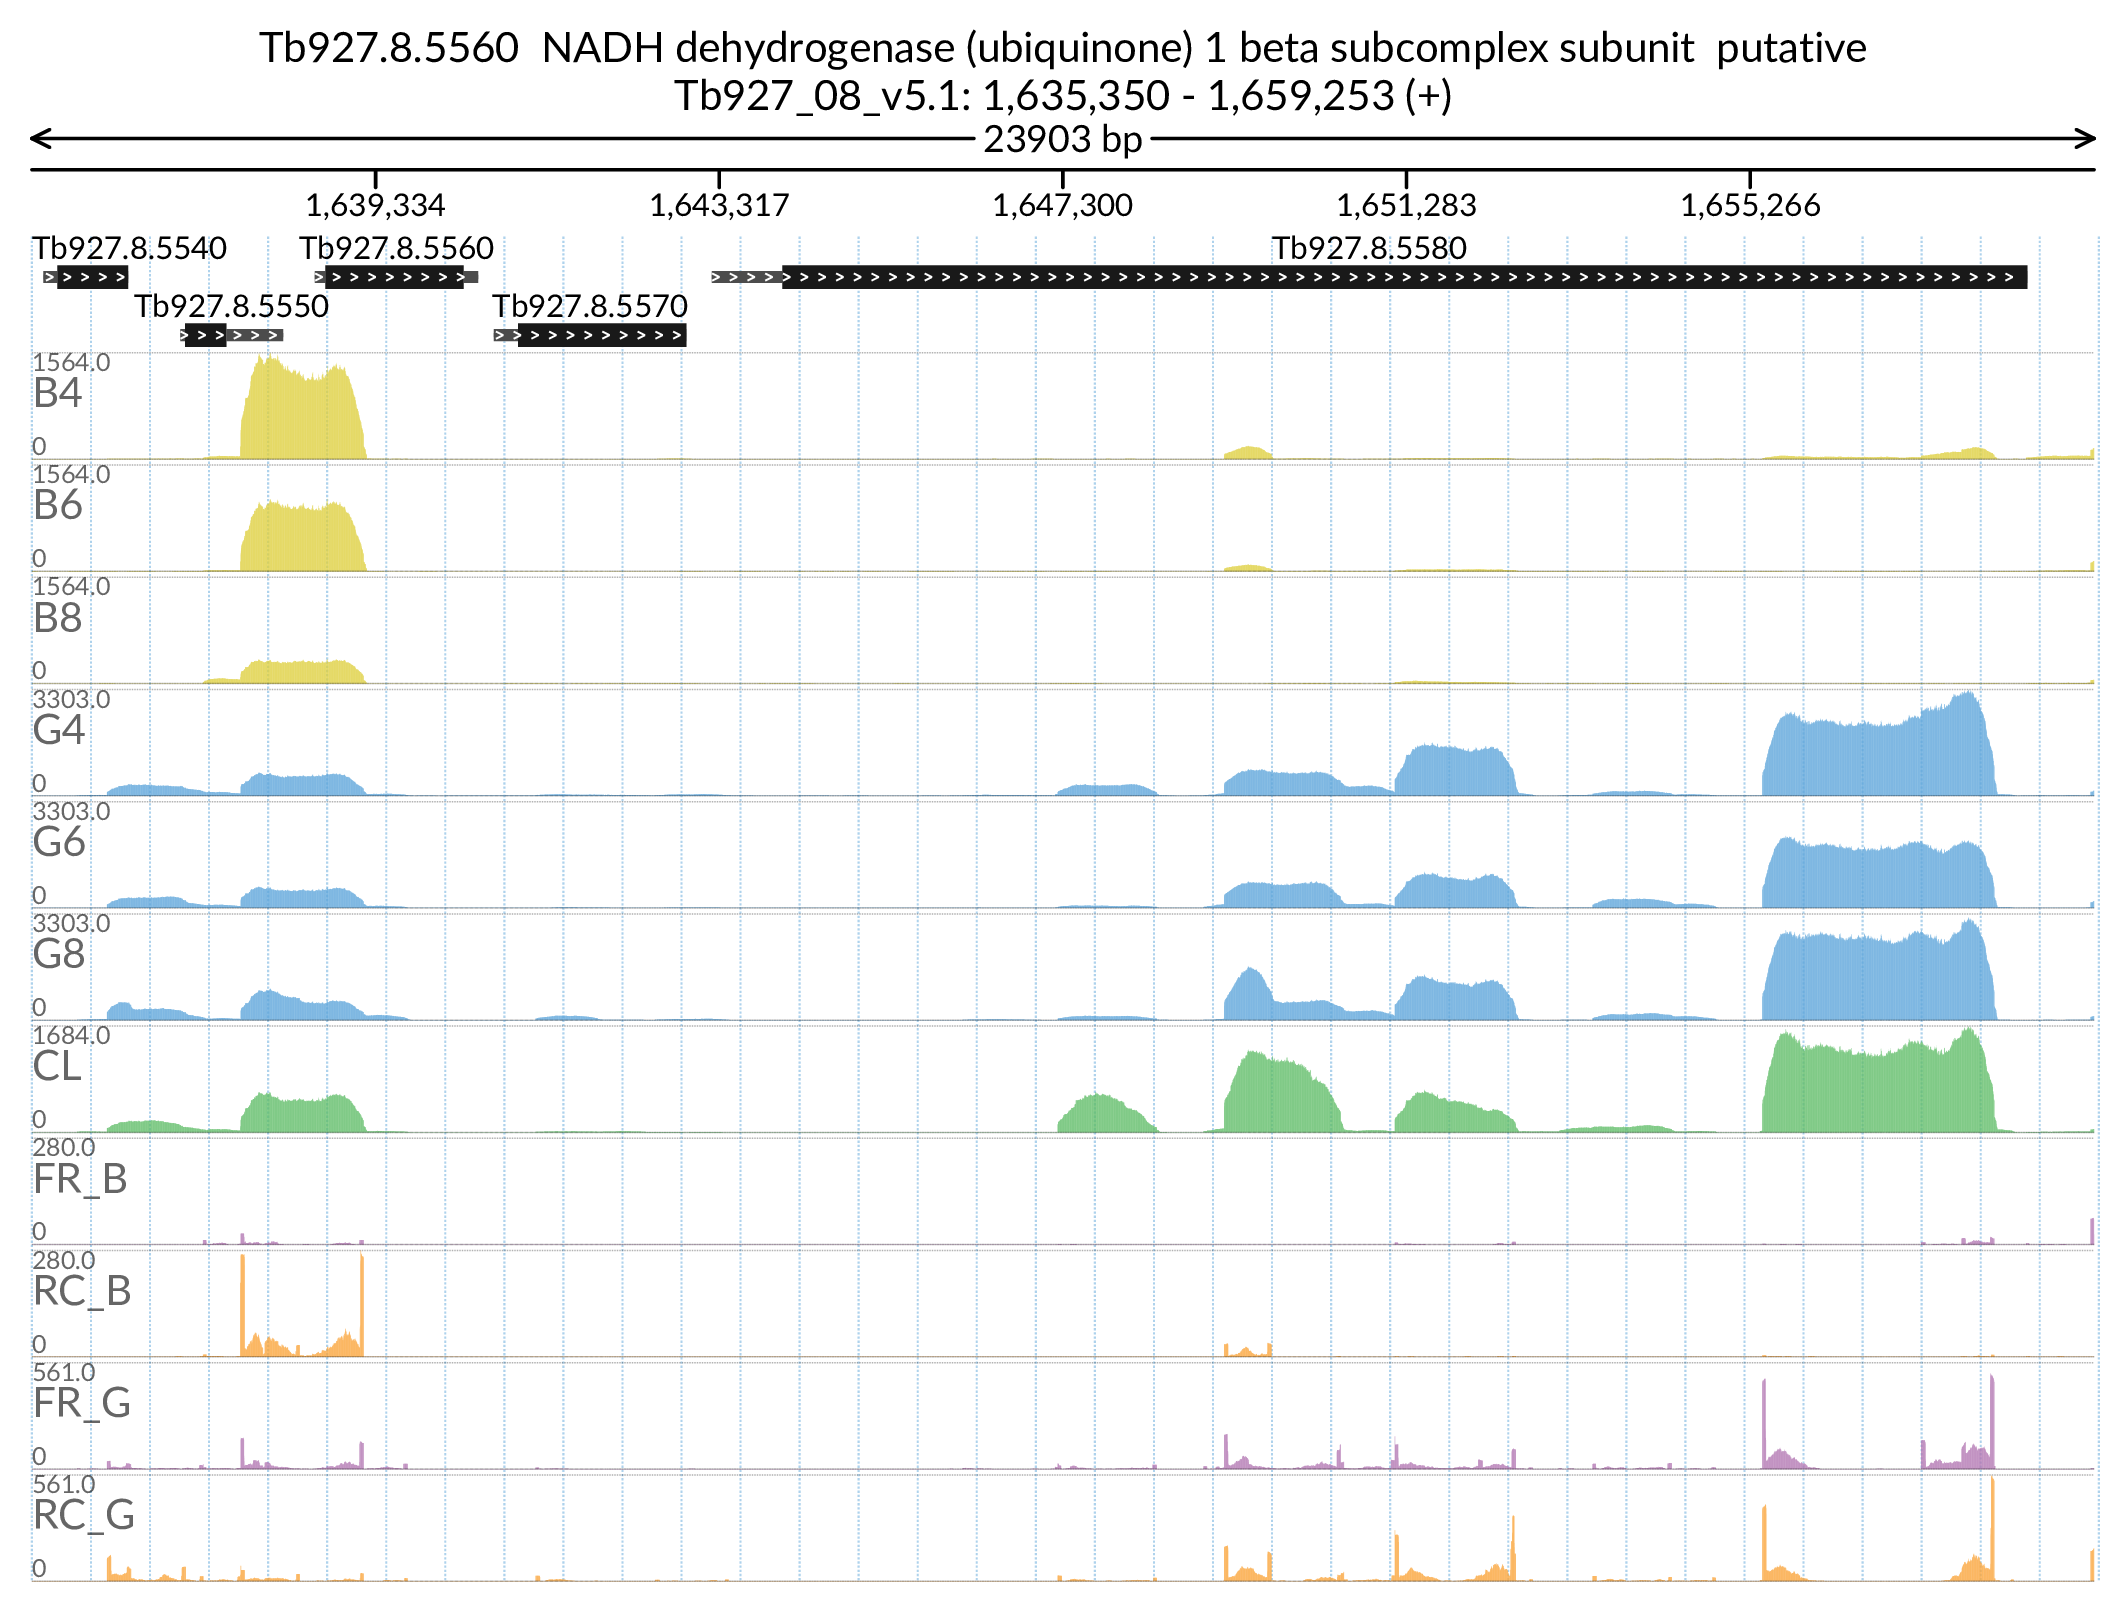 Tb927.8.5560 NADH dehydrogenase (ubiquinone) 1 beta subcomplex subunit putative
Tb927_08_v5.1: 1,635,350 - 1,659,253 (+)
23903 bp
1,639,334 1,643,317 1,647,300 1,651,283 1,655,266
Tb927.8.5540 Tb927.8.5560 Tb927.8.5580
Tb927.8.5550 Tb927.8.5570
1564.0
B4
0
1564.0
B6
0
1564.0
B8
0
3303.0
G4
0
3303.0
G6
0
3303.0
G8
0
1684.0
CL
0
280.0
FR_B
0
280.0
RC_B
0
561.0
FR_G
0
561.0
RC_G
0